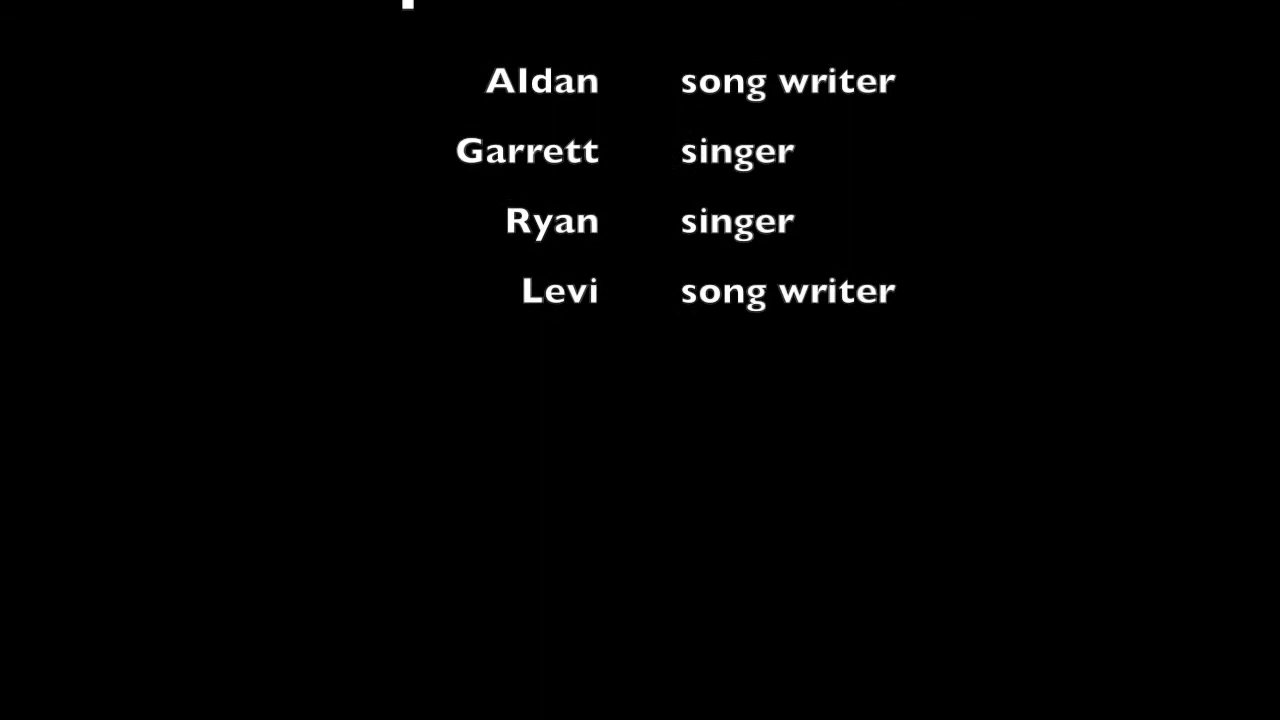 AIdan song writer
Garrett singer
Ryan singer
Levi song writer